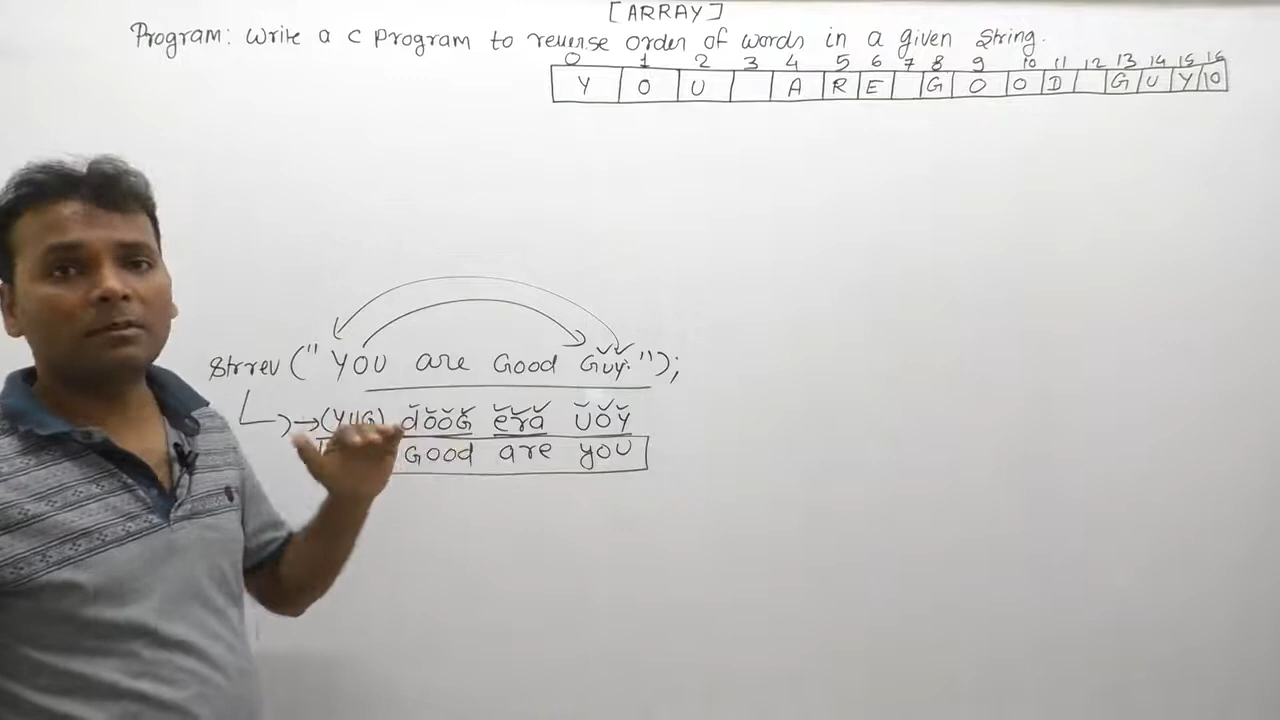 [ARRAY]
Program: Write a c program to reverse order of words in a given String.
0 1 2 3 4 5 6 7 8 9 10 11 12 13 14 15 16
Y O U A R E G O O D G U Y \0
strrev (" YOU are Good Guy. ");
→ (YUG) dooG era UOY
Good are you